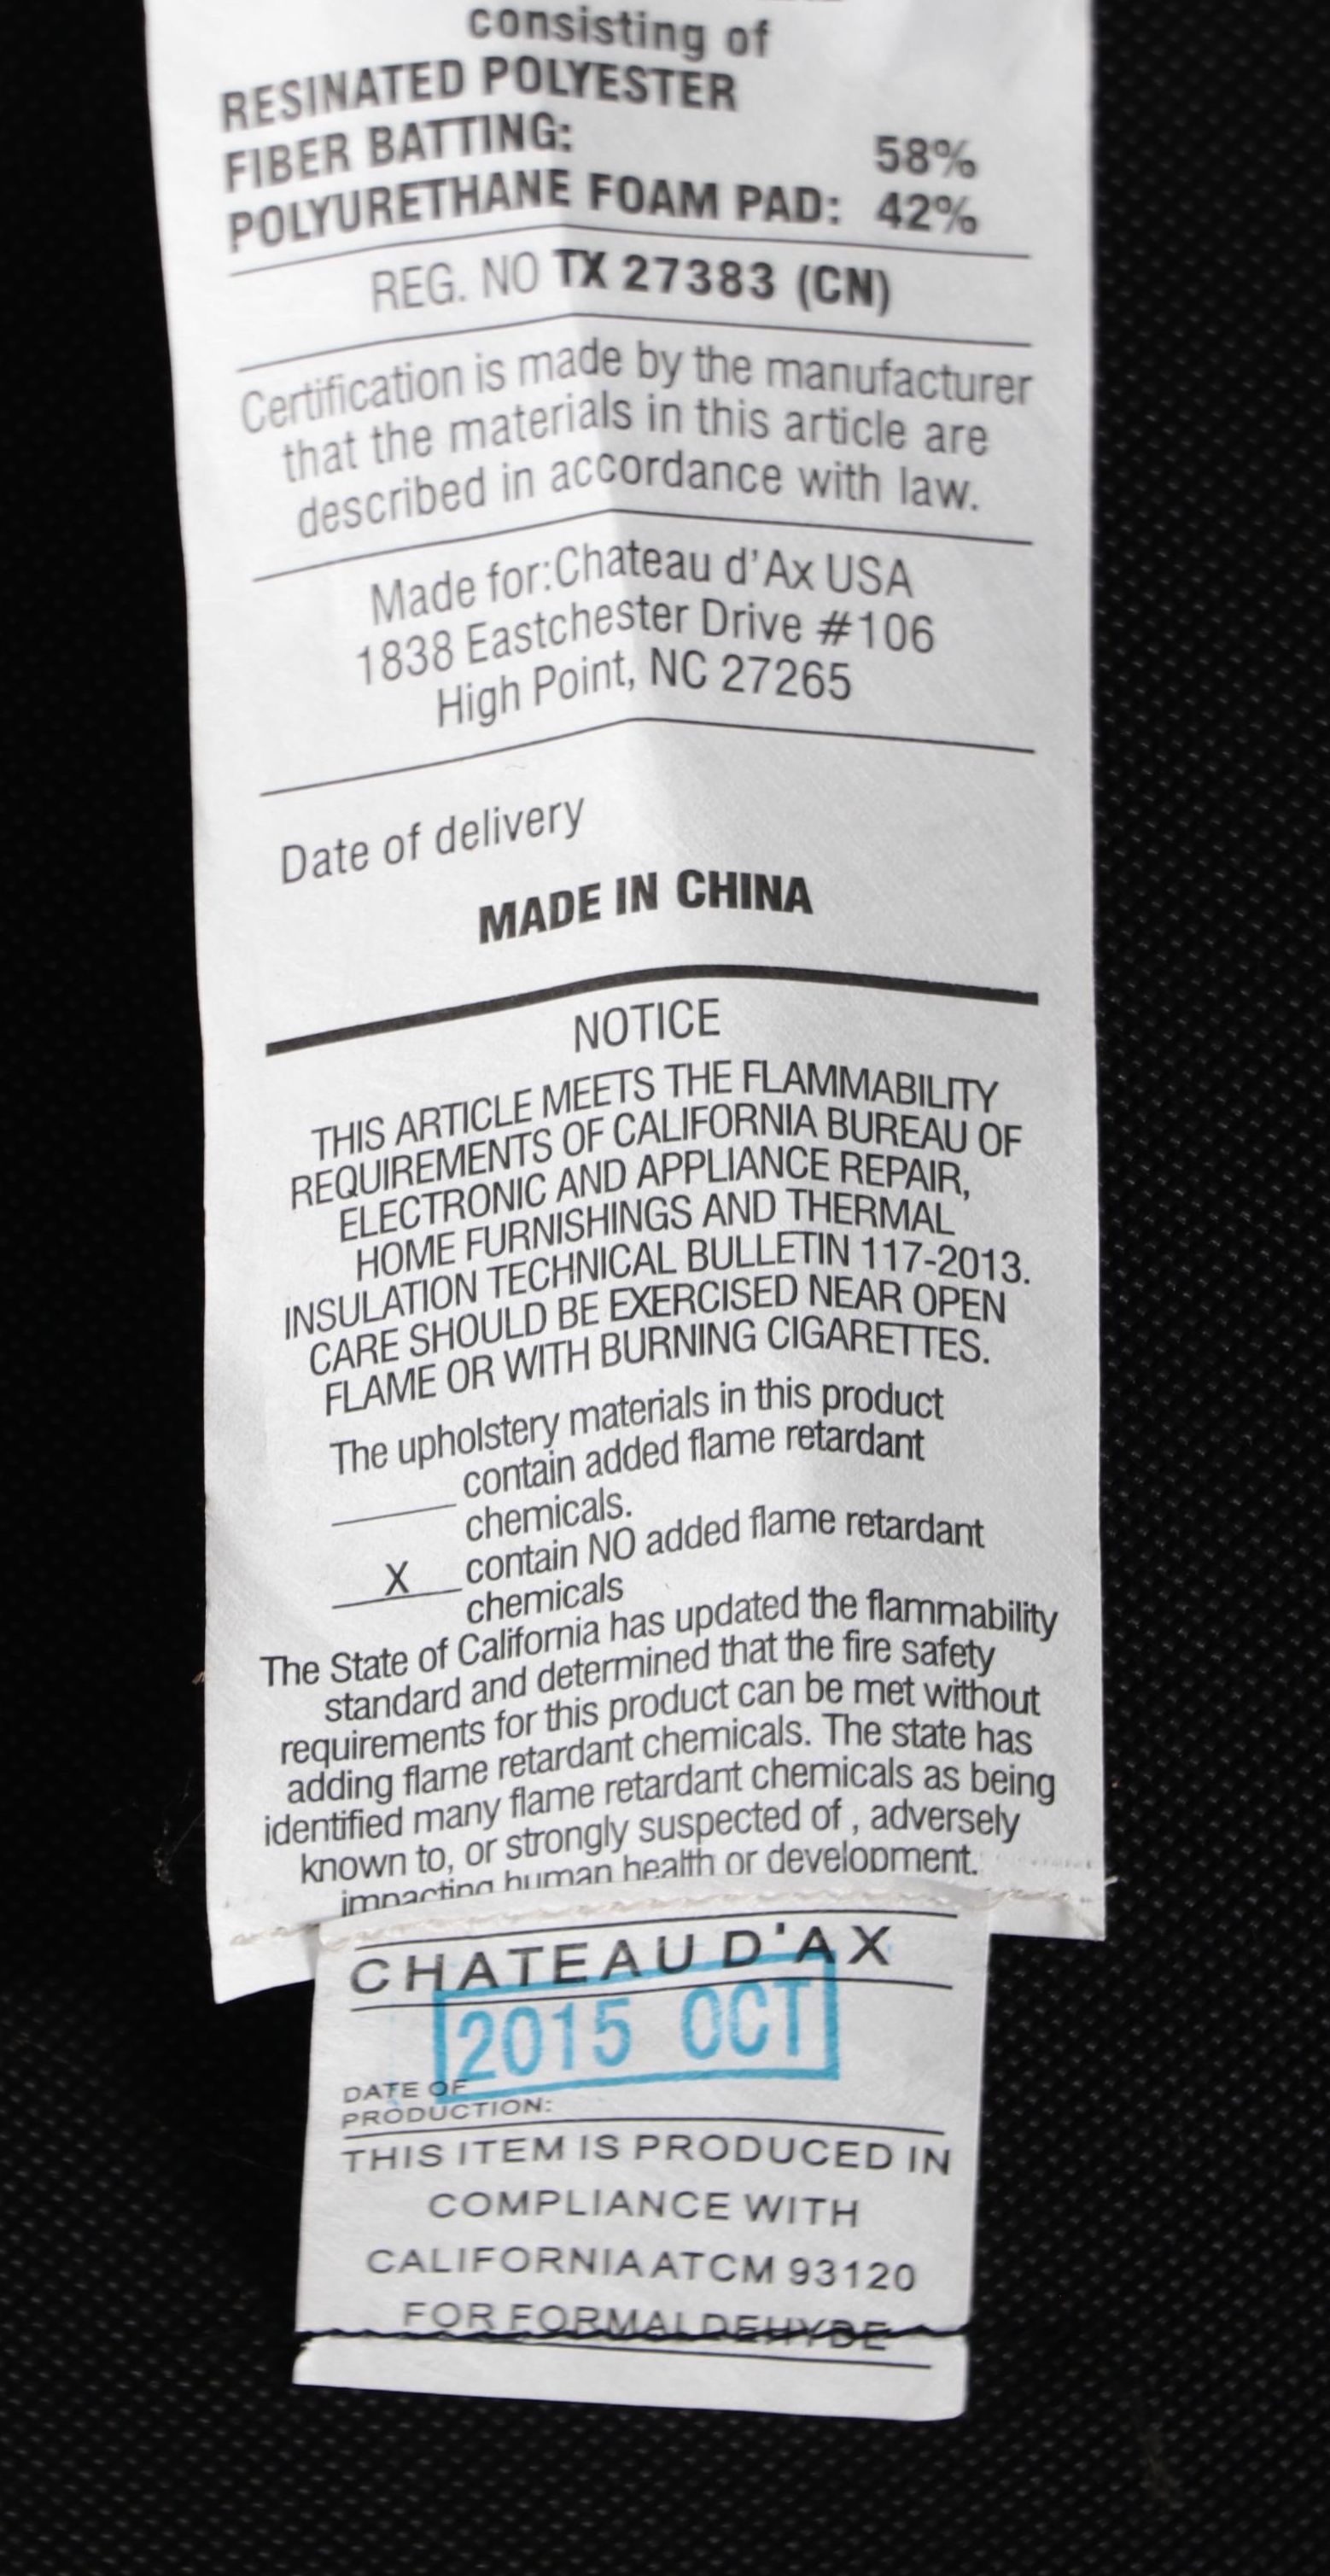 consisting of
RESINATED POLYESTER
FIBER BATTING: 58%
POLYURETHANE FOAM PAD: 42%
REG. NO TX 27383 (CN)
Certification is made by the manufacturer
that the materials in this article are
described in accordance with law.
Made for:Chateau d'Ax USA
1838 Eastchester Drive #106
High Point, NC 27265
Date of delivery
MADE IN CHINA
NOTICE
THIS ARTICLE MEETS THE FLAMMABILITY
REQUIREMENTS OF CALIFORNIA BUREAU OF
ELECTRONIC AND APPLIANCE REPAIR,
HOME FURNISHINGS AND THERMAL
INSULATION TECHNICAL BULLETIN 117-2013.
CARE SHOULD BE EXERCISED NEAR OPEN
FLAME OR WITH BURNING CIGARETTES.
The upholstery materials in this product
contain added flame retardant
chemicals.
X contain NO added flame retardant
chemicals
The State of California has updated the flammability
standard and determined that the fire safety
requirements for this product can be met without
adding flame retardant chemicals. The state has
identified many flame retardant chemicals as being
known to, or strongly suspected of , adversely
impacting human health or development.
CHATEAU D'AX
2015 OCT
DATE OF
PRODUCTION:
THIS ITEM IS PRODUCED IN
COMPLIANCE WITH
CALIFORNIA ATCM 93120
FOR FORMALDEHYDE